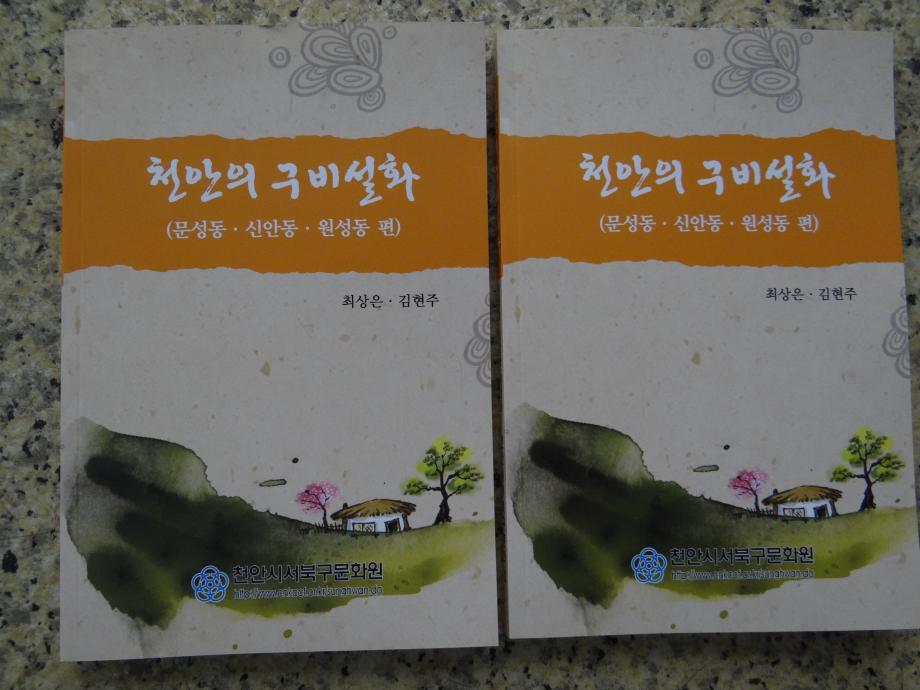 천안의 구비설화
(문성동 · 신안동 · 원성동 편)
최상은 · 김현주
천안시서북구문화원
천안의 구비설화
(문성동 · 신안동 · 원성동 편)
최상은 · 김현주
천안시서북구문화원